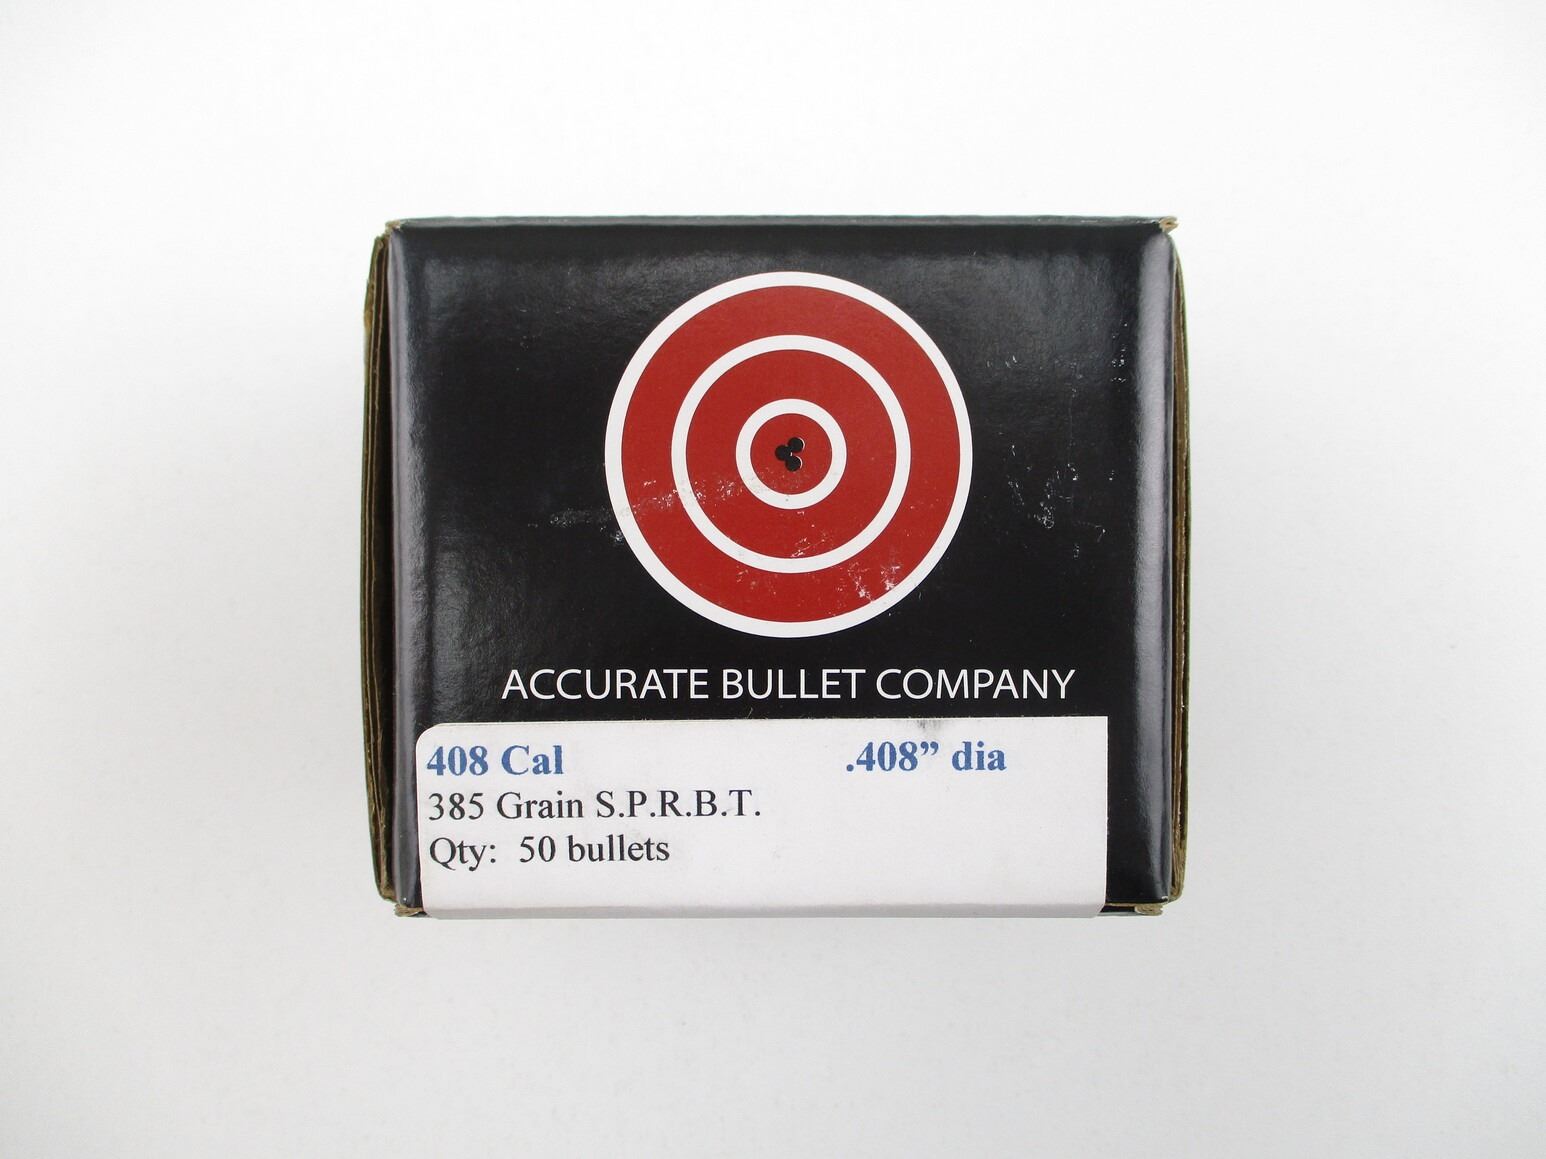 ACCURATE BULLET COMPANY
408 Cal .408” dia
385 Grain S.P.R.B.T.
Qty: 50 bullets